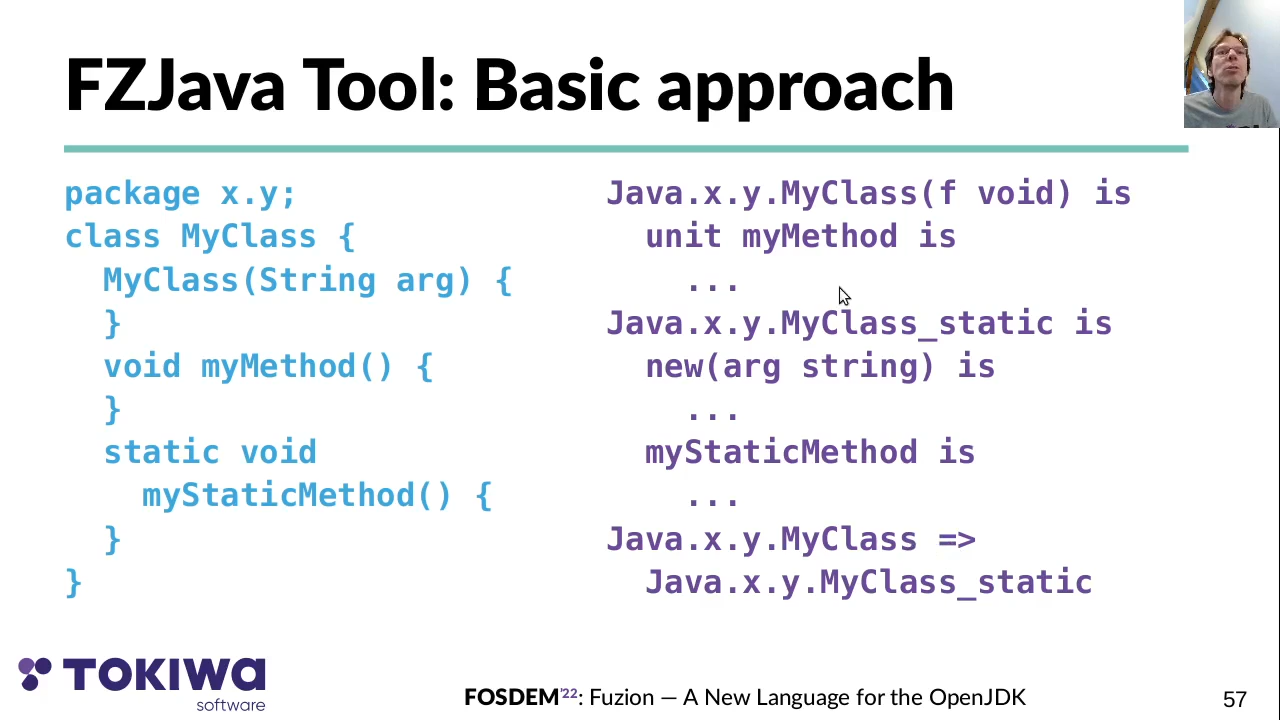 FZJava Tool: Basic approach
package x.y;
class MyClass {
  MyClass(String arg) {
  }
  void myMethod() {
  }
  static void
    myStaticMethod() {
  }
}
Java.x.y.MyClass(f void) is
  unit myMethod is
    ...
Java.x.y.MyClass_static is
  new(arg string) is
    ...
  myStaticMethod is
    ...
Java.x.y.MyClass =>
  Java.x.y.MyClass_static
TOKIWA
software
FOSDEM'22: Fuzion — A New Language for the OpenJDK
57